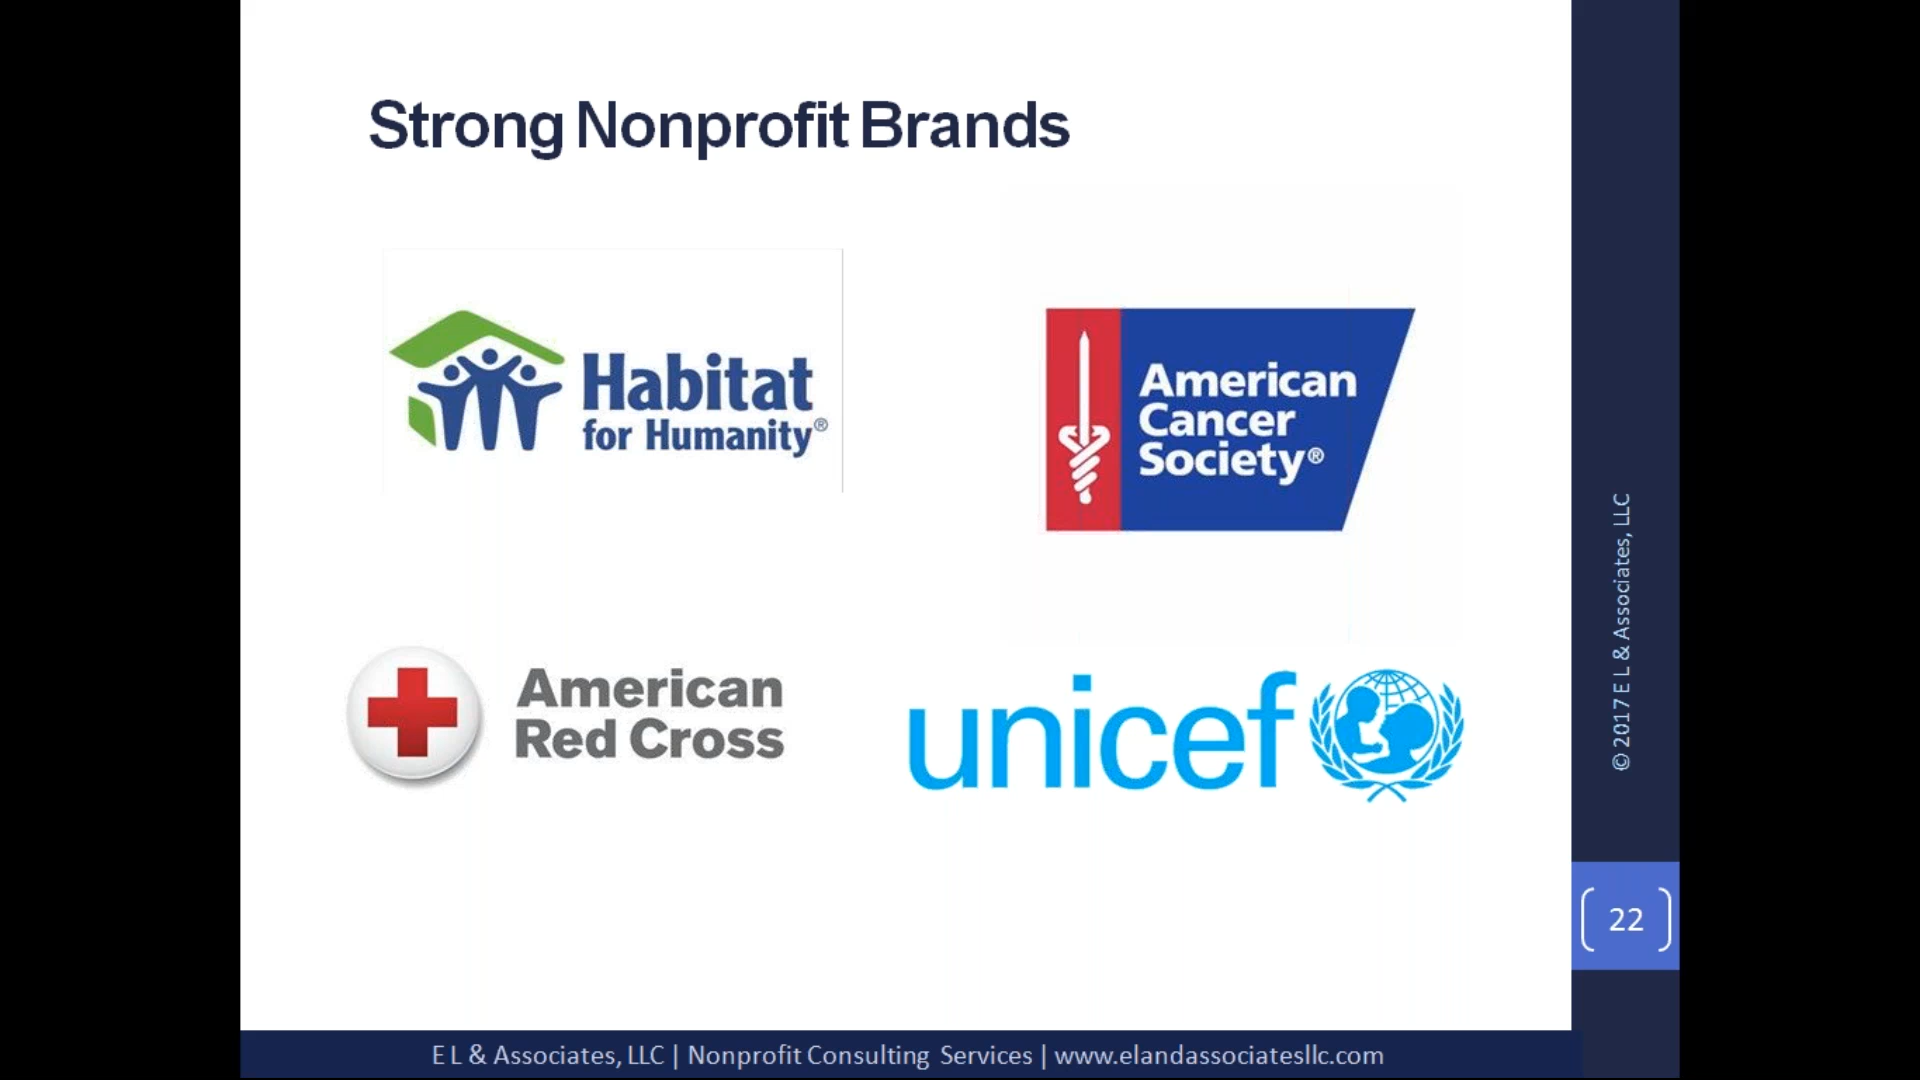 Strong Nonprofit Brands
Habitat
for Humanity®
American
Cancer
Society®
American
Red Cross
unicef
© 2017 E L & Associates, LLC
22
E L & Associates, LLC | Nonprofit Consulting Services | www.elandassociatesllc.com